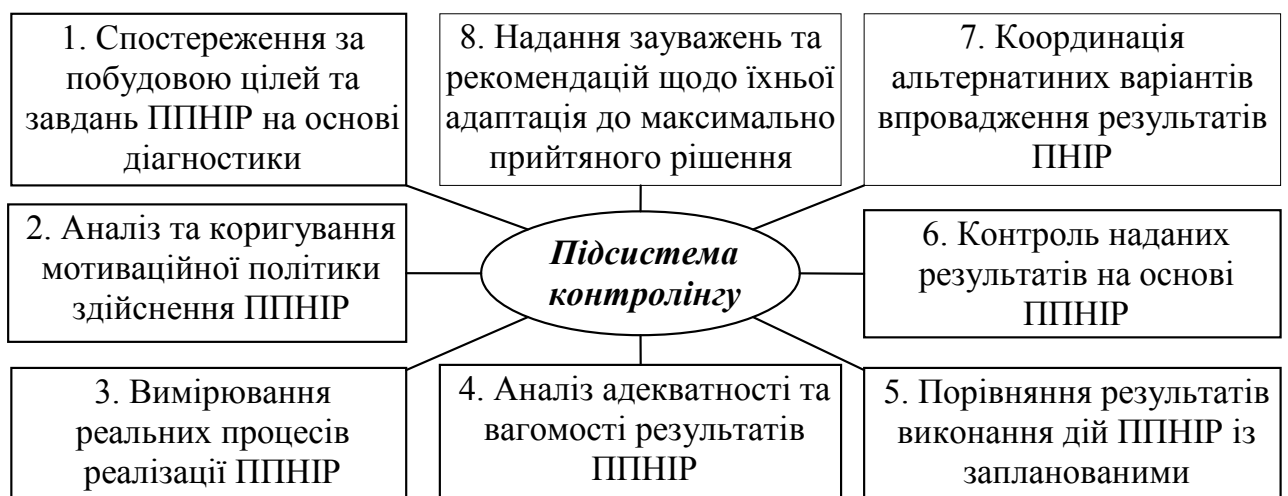 1. Спостереження за
побудовою цілей та
завдань ППНІР на основі
діагностики
8. Надання зауважень та
рекомендацій щодо їхньої
адаптація до максимально
прийтяного рішення
7. Координація
альтернатиних варіантів
впровадження результатів
ПНІР
2. Аналіз та коригування
мотиваційної політики
здійснення ППНІР
Підсистема
контролінгу
6. Контроль наданих
результатів на основі
ППНІР
3. Вимірювання
реальних процесів
реалізації ППНІР
4. Аналіз адекватності та
вагомості результатів
ППНІР
5. Порівняння результатів
виконання дій ППНІР із
запланованими